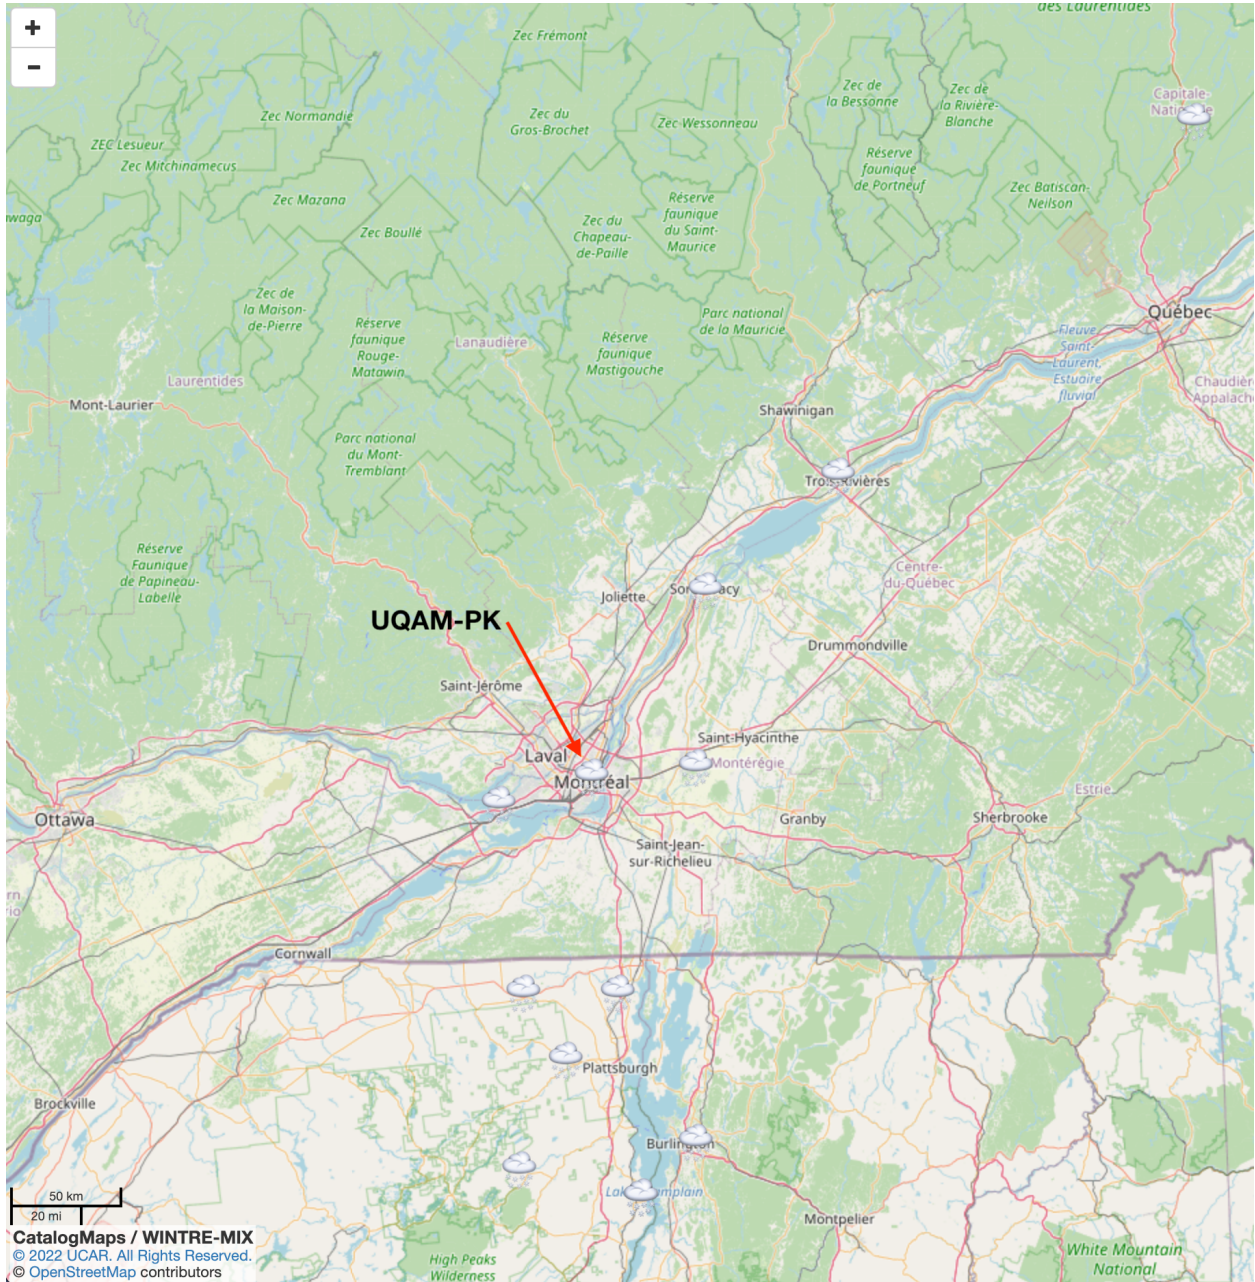 +
−
des Laurentides
Zec Frémont
Zec de
la Bessonne
Zec de
la Rivière-
Blanche
Capitale-
Zec Normandie
Zec du
Gros-Brochet
Zec Wessonneau
ZEC Lesueur
Zec Mitchinamecus
Réserve
faunique
de Portneuf
Zec Batiscan-
Neilson
Zec Mazana
Réserve
faunique
du Saint-
Maurice
Zec Boullé
Zec du
Chapeau-
de-Paille
Zec de
la Maison-
de-Pierre
Québec
Parc national
de la Mauricie
Réserve
faunique
Rouge-
Matawin
Lanaudière
Réserve
faunique
Mastigouche
Fleuve
Saint-
Laurent,
Estuaire
fluvial
Laurentides
Mont-Laurier
Shawinigan
Parc national
du Mont-
Tremblant
Réserve
Faunique
de Papineau-
Labelle
Centre-
du-Québec
Joliette
UQAM-PK
Drummondville
Saint-Jérôme
Saint-Hyacinthe
Laval
Montérégie
Montréal
Estrie
Ottawa
Granby
Sherbrooke
Saint-Jean-
sur-Richelieu
Cornwall
Plattsburgh
Brockville
Burlington
50 km
20 mi
Montpelier
CatalogMaps / WINTRE-MIX
© 2022 UCAR. All Rights Reserved.
© OpenStreetMap contributors
High Peaks
Wilderness
White Mountain
National